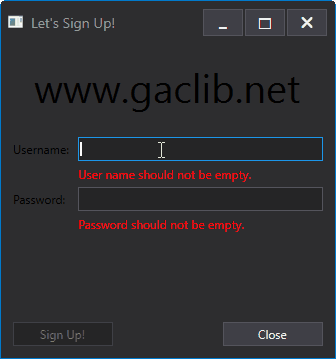 Let's Sign Up!
www.gaclib.net
Username:
User name should not be empty.
Password:
Password should not be empty.
Sign Up!
Close